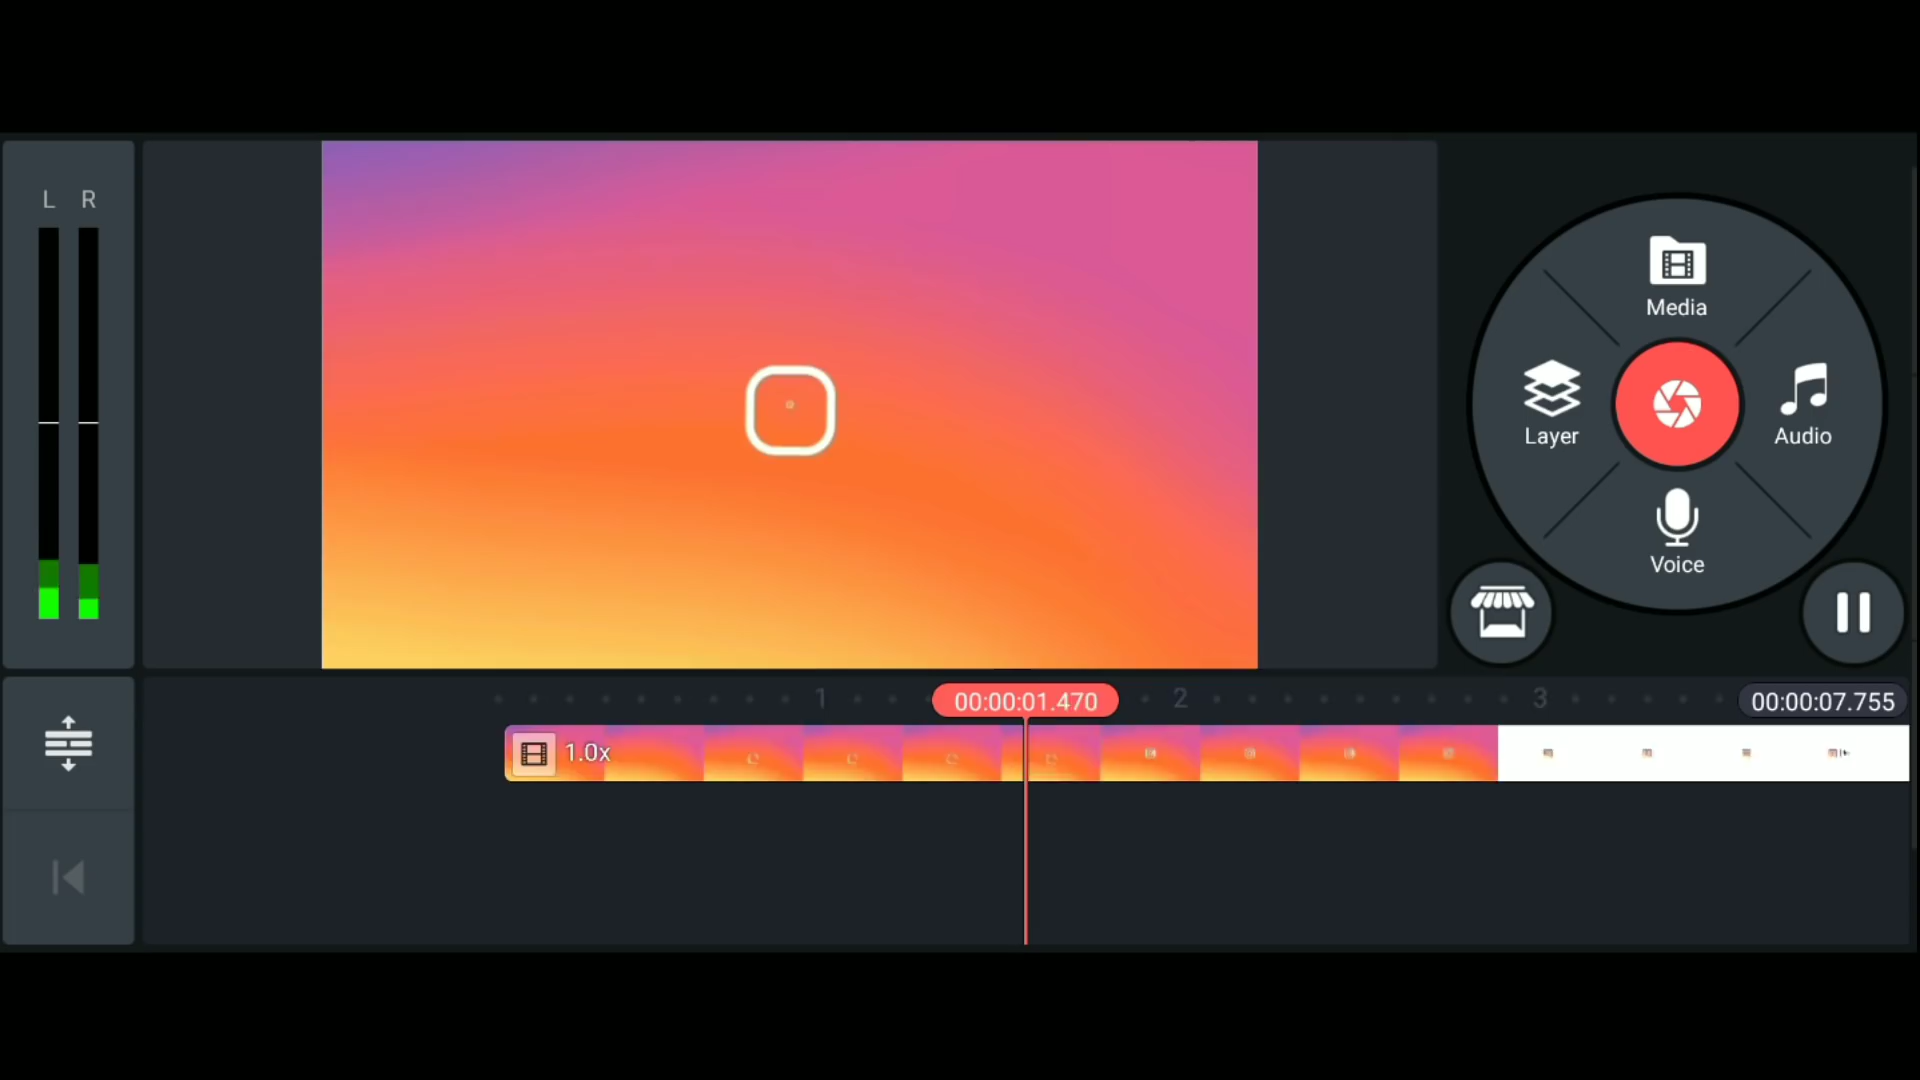 L R
Media
Layer
Audio
Voice
1
00:00:01.470
2
3
00:00:07.755
1.0x